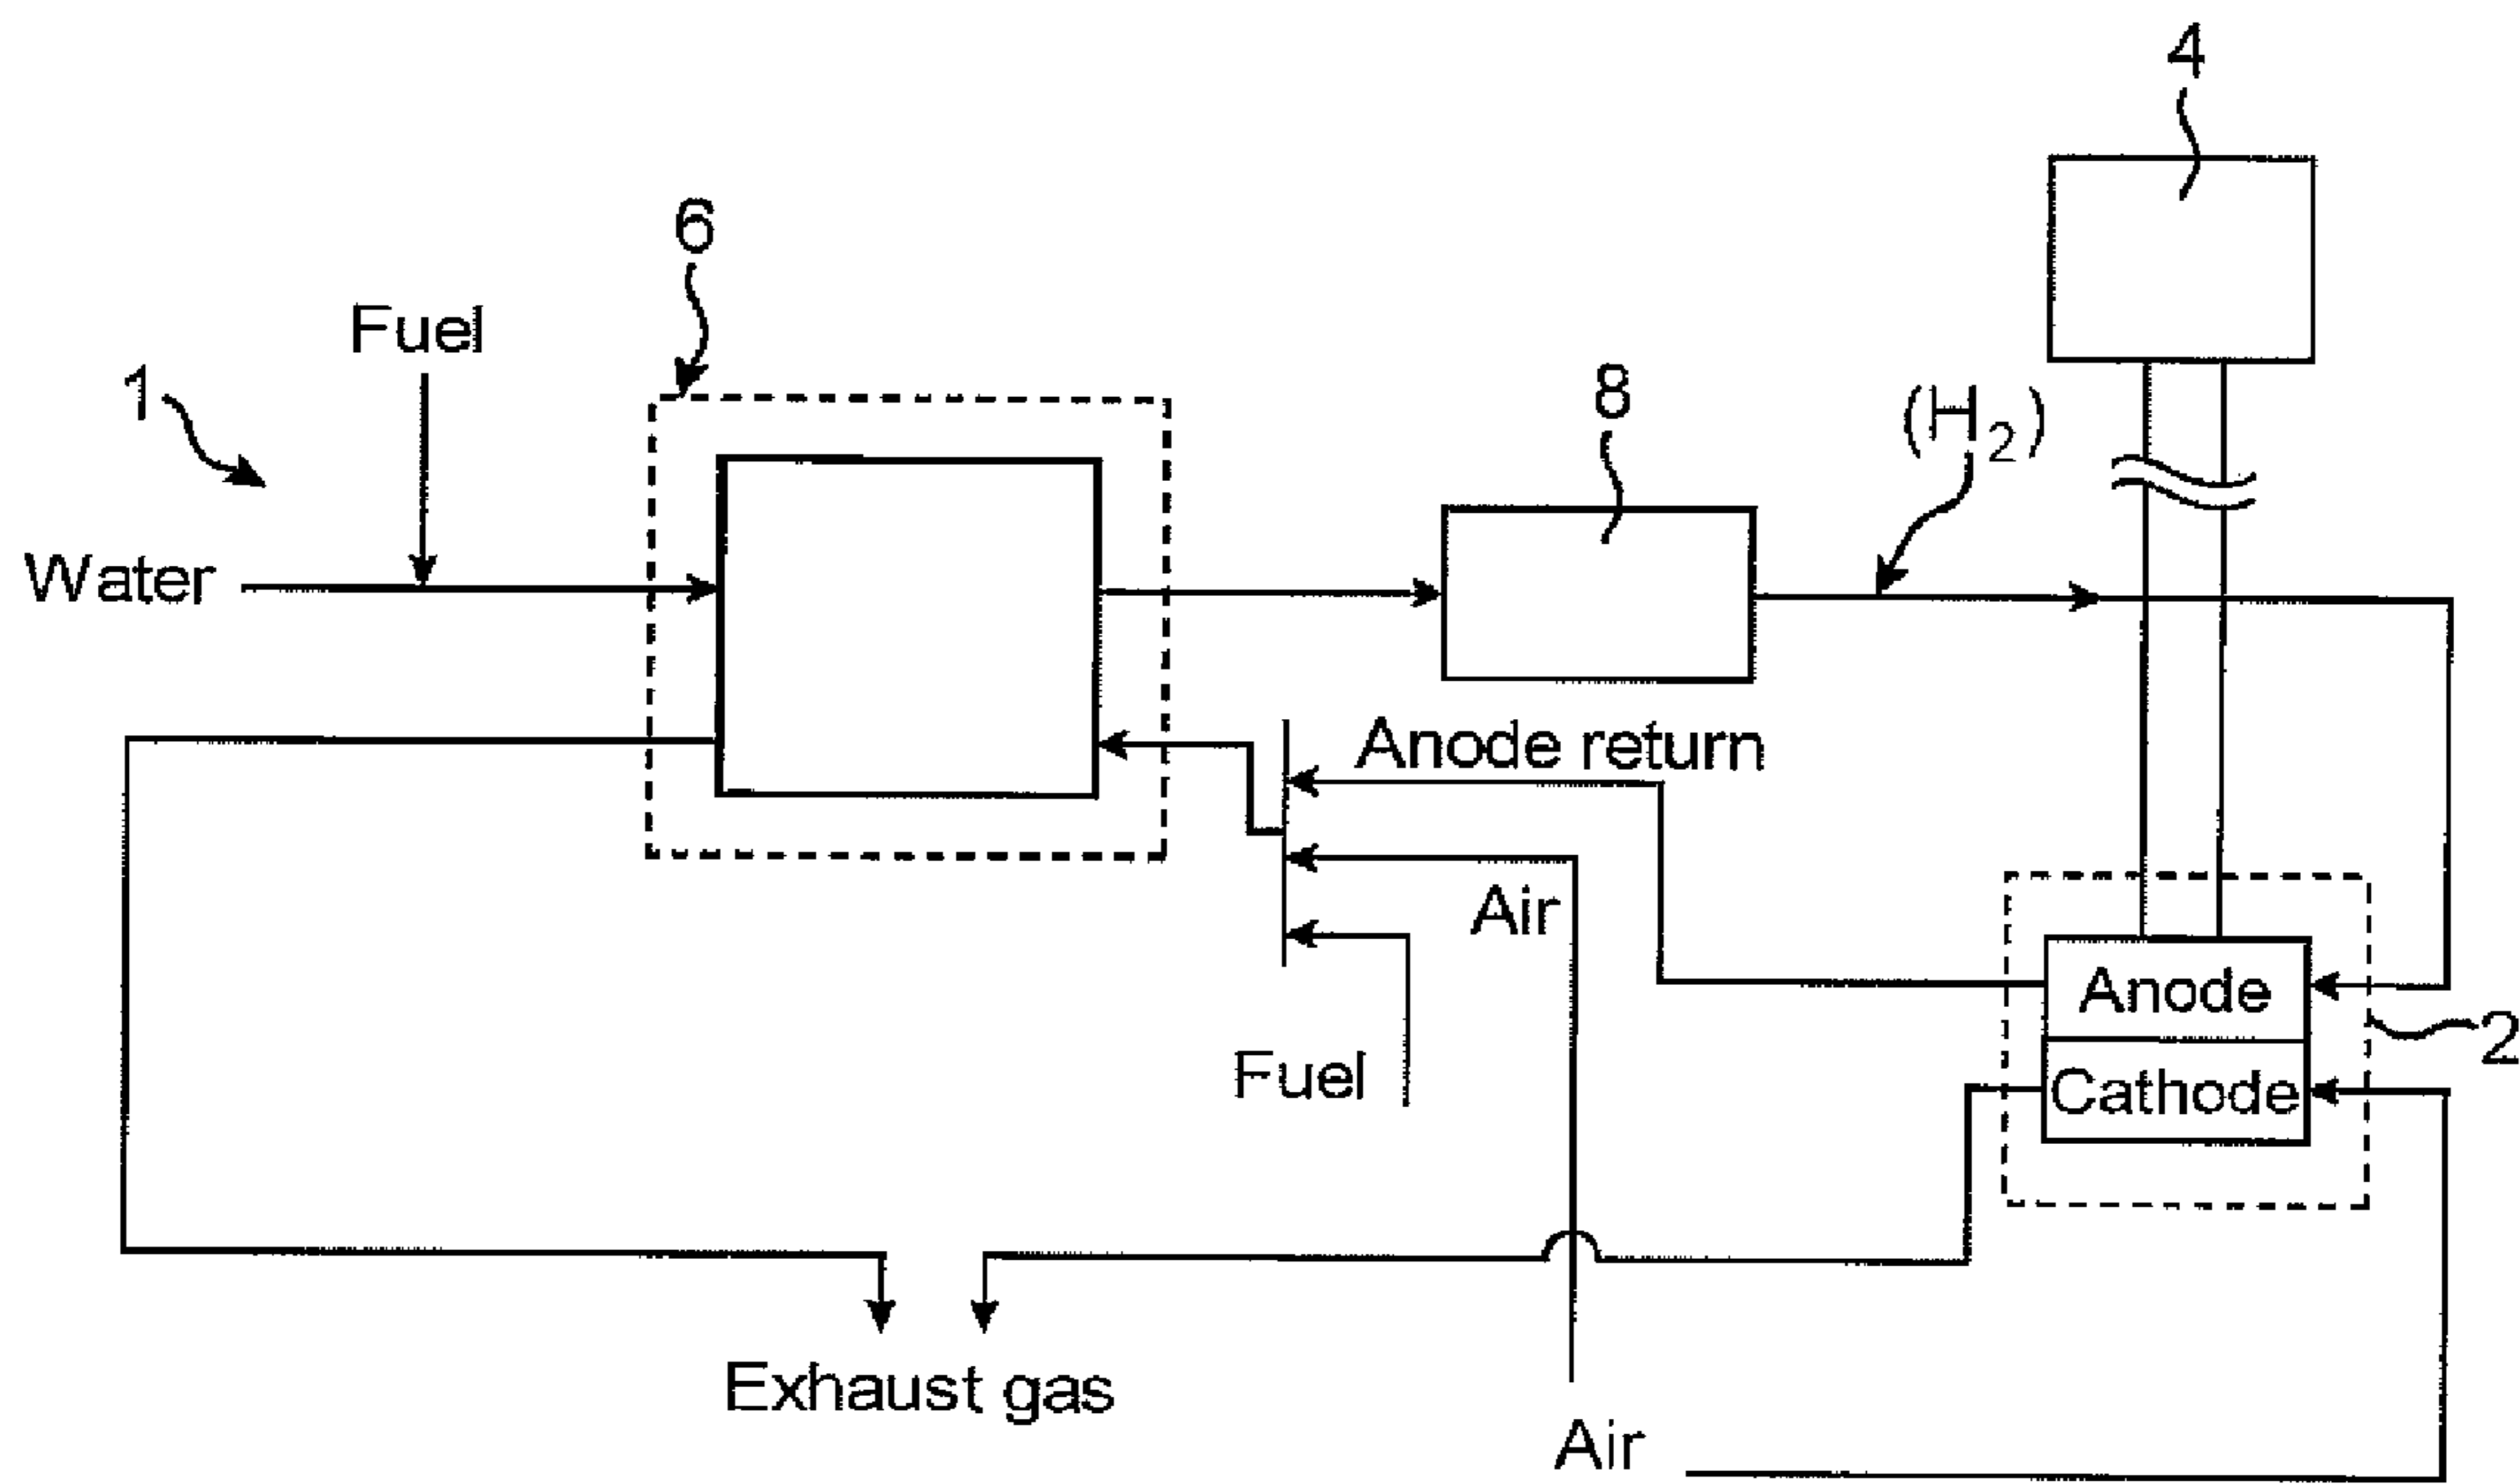 4
6
Fuel
1
8
(H2)
Water
Anode return
Air
Anode
2
Fuel
Cathode
Exhaust gas
Air